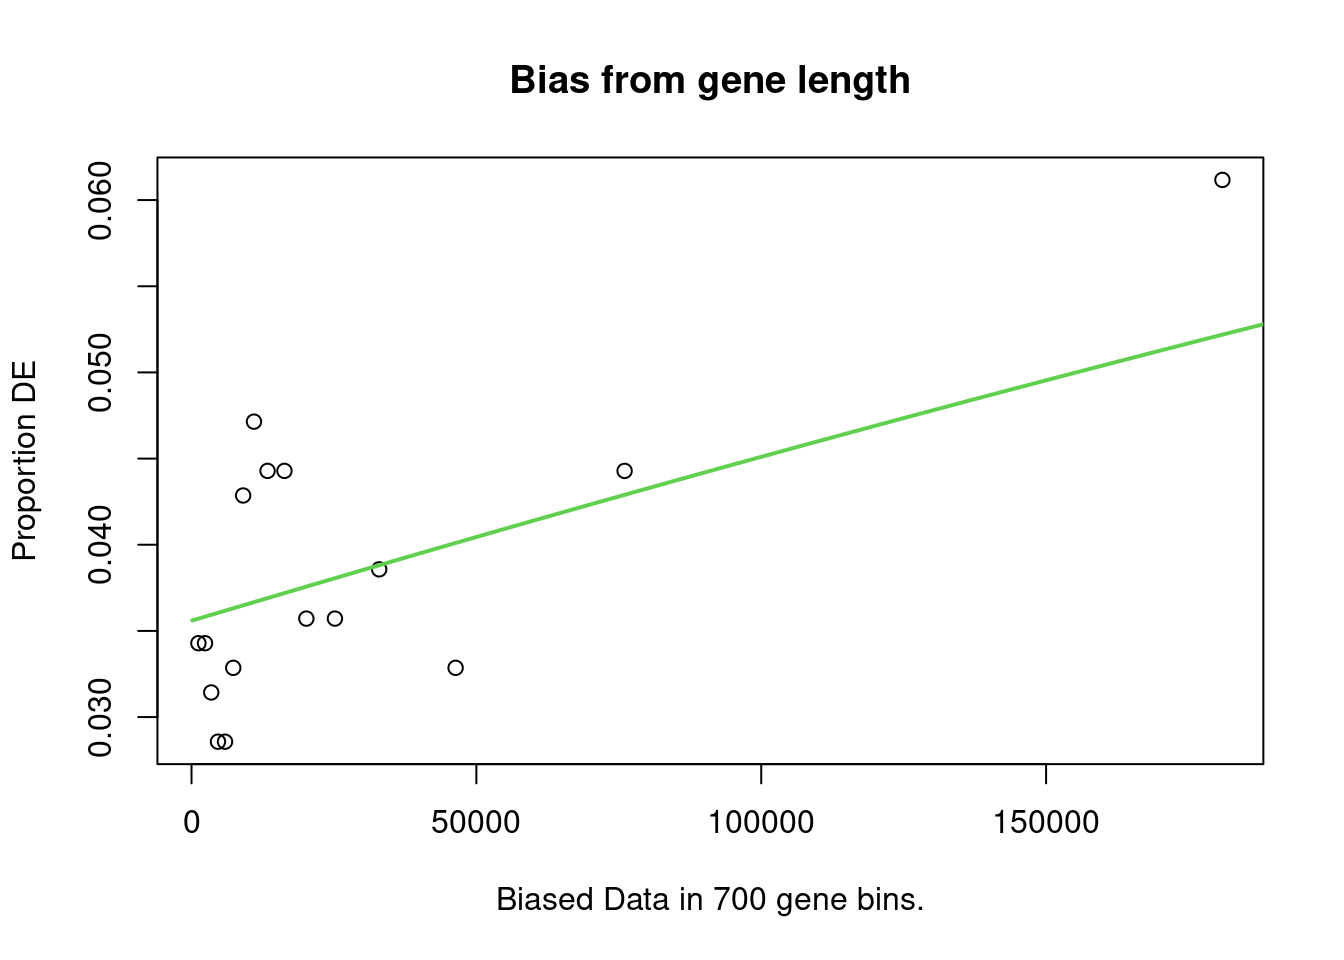 Bias from gene length
0.060
0.050
0.040
0.030
Proportion DE
0
50000
100000
150000
Biased Data in 700 gene bins.